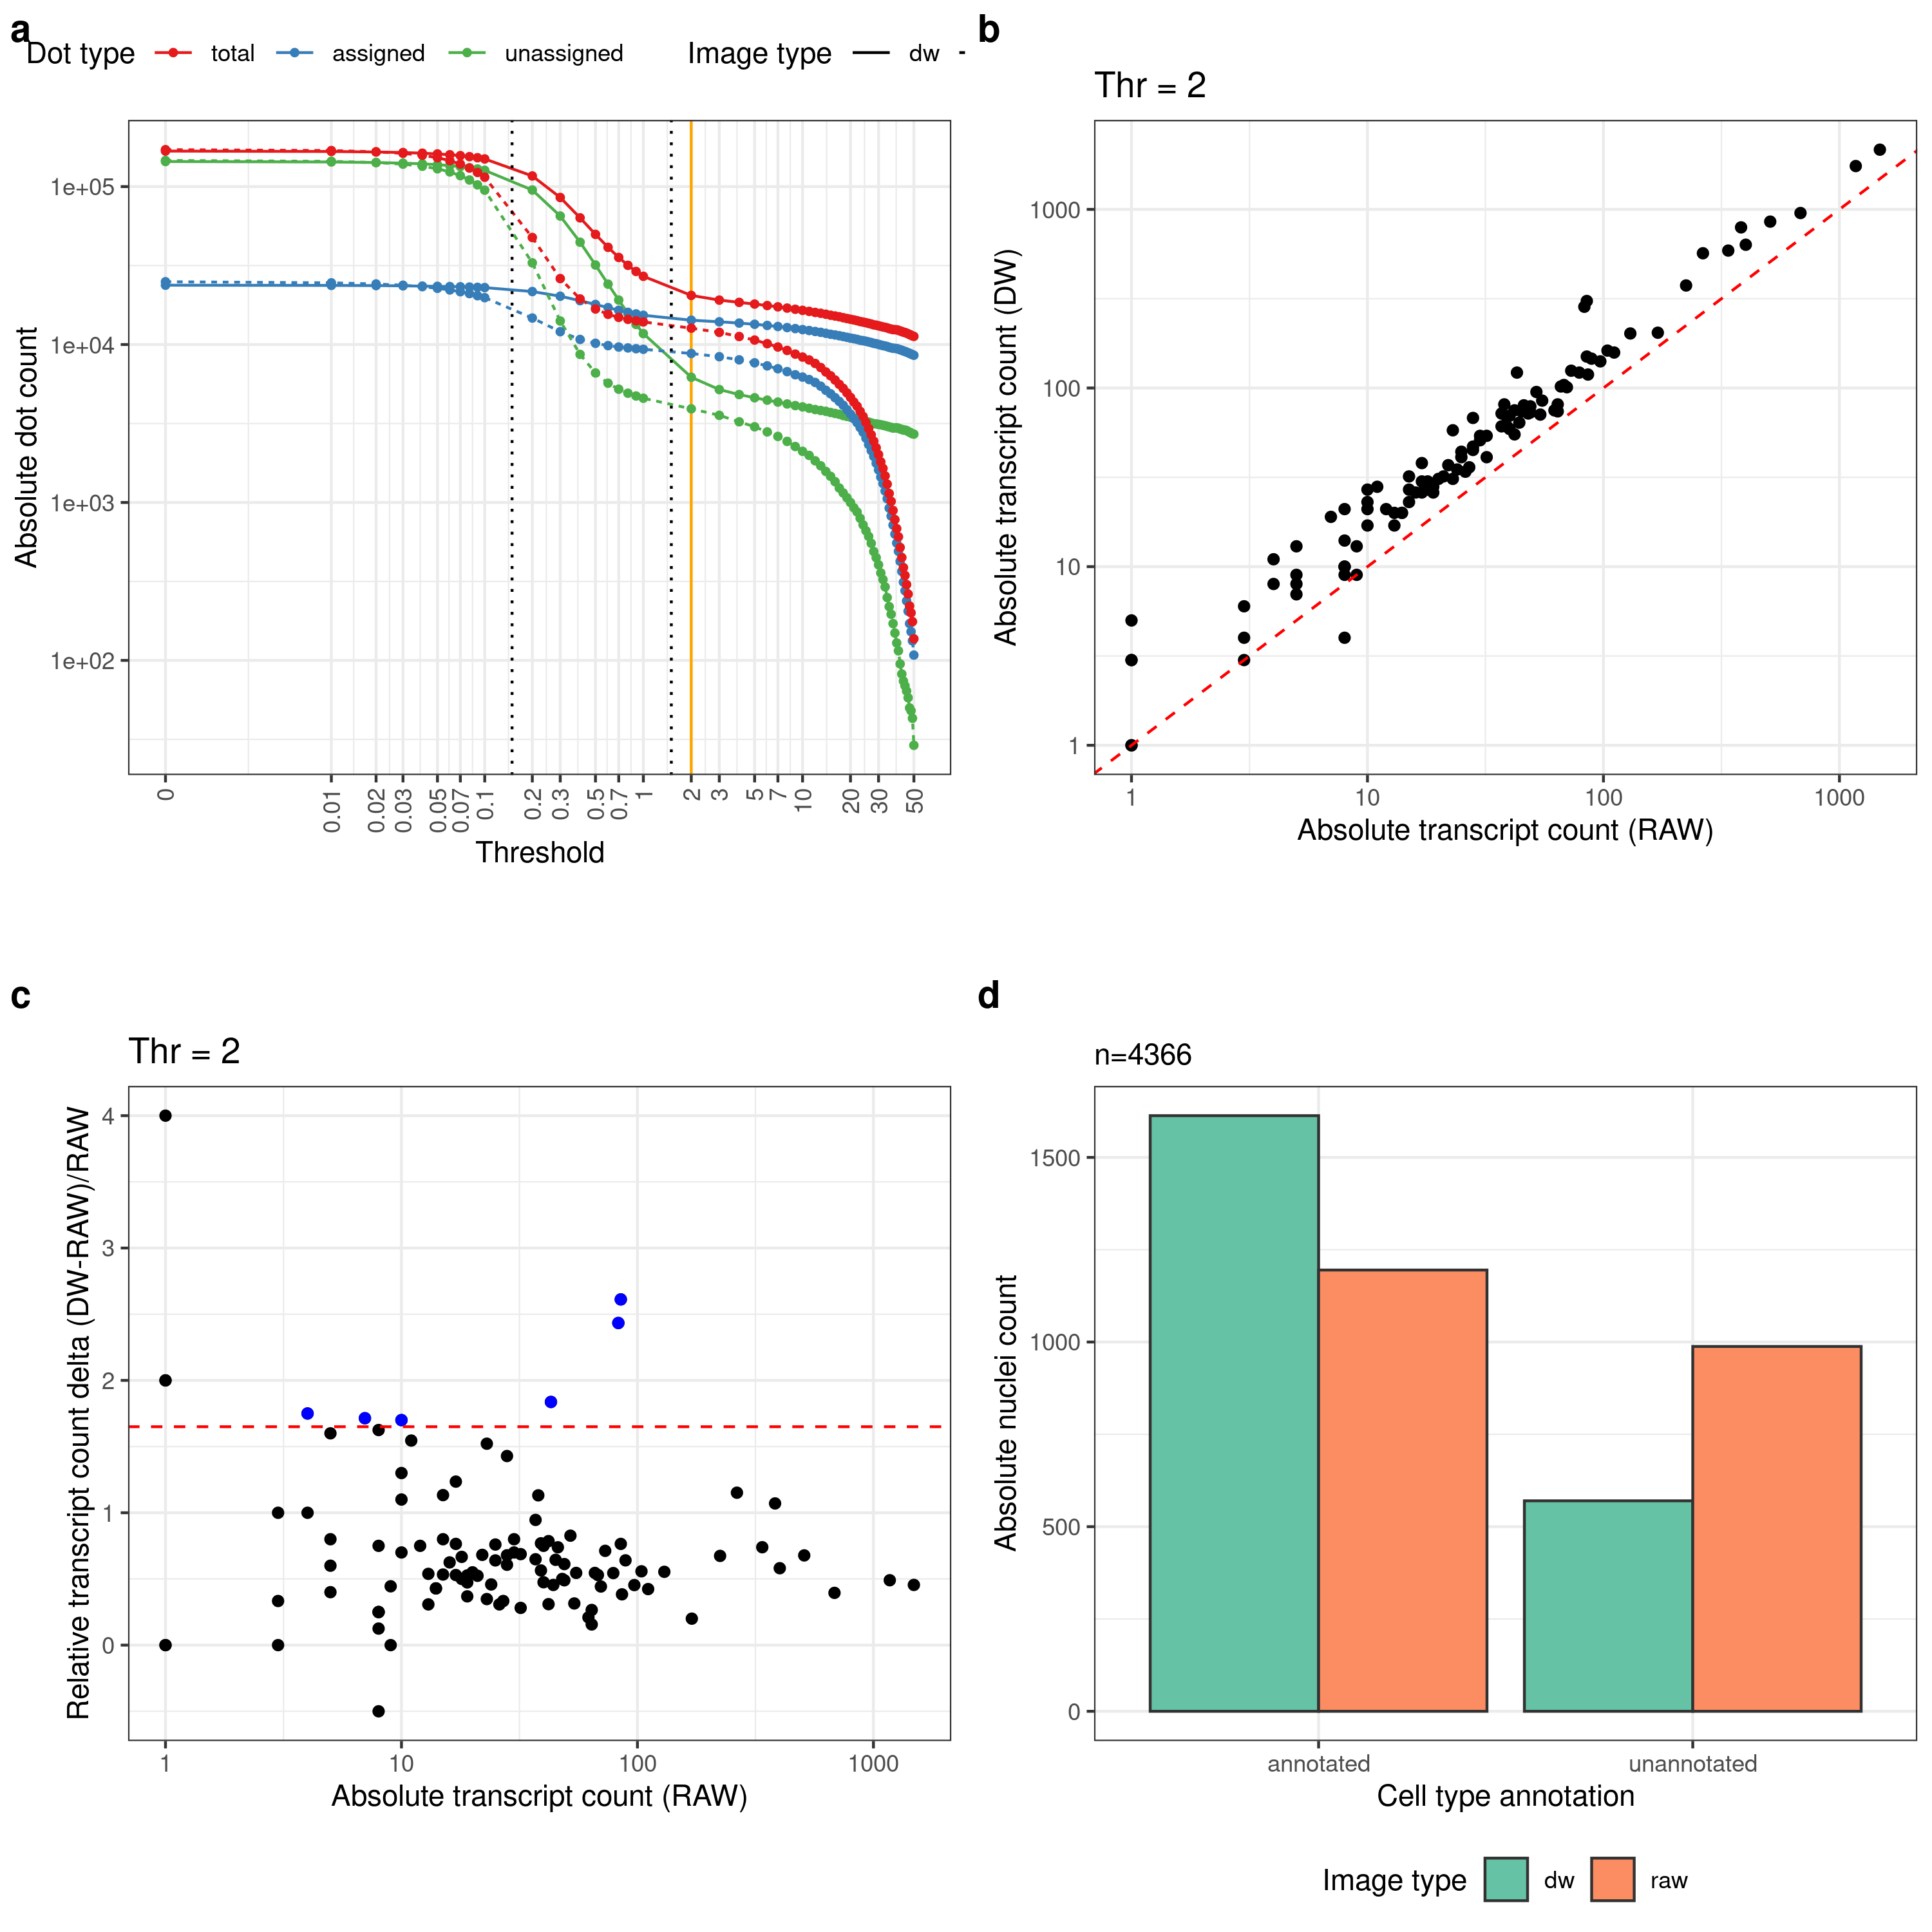 a
Dot type total assigned unassigned Image type dw -
Absolute dot count
1e+05
1e+04
1e+03
1e+02
0 0.01 0.02 0.03 0.05 0.07 0.1 0.2 0.3 0.5 0.7 1 2 3 5 7 10 20 30 50
Threshold
b
Thr = 2
Absolute transcript count (DW)
1000
100
10
1
1 10 100 1000
Absolute transcript count (RAW)
c
Thr = 2
Relative transcript count delta (DW-RAW)/RAW
4
3
2
1
0
1 10 100 1000
Absolute transcript count (RAW)
d
n=4366
Absolute nuclei count
1500
1000
500
0
annotated unannotated
Cell type annotation
Image type dw raw